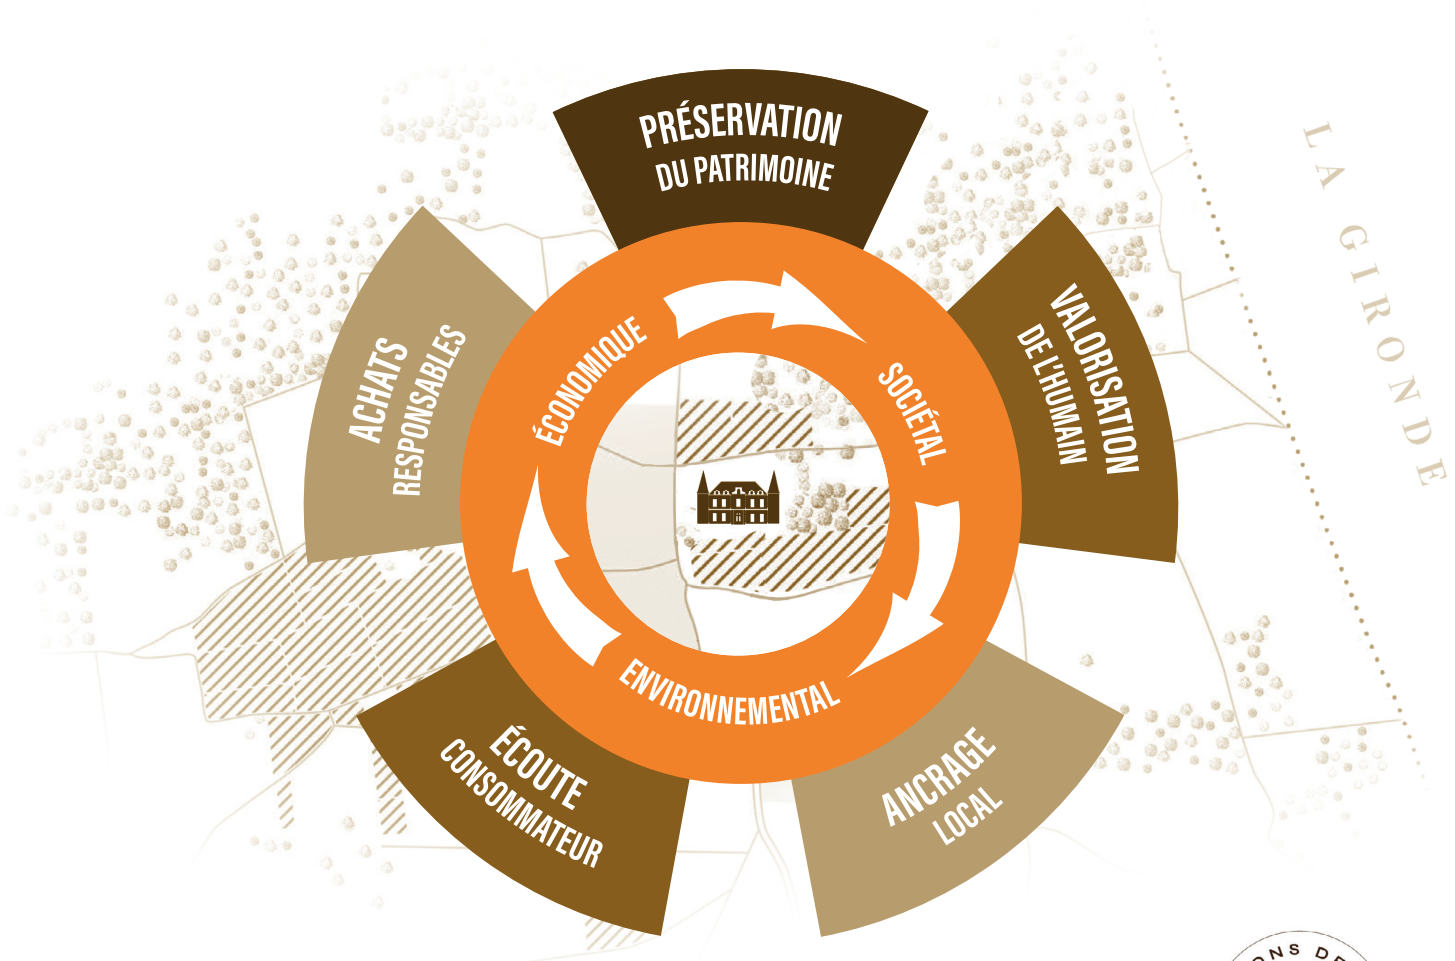 PRÉSERVATION
DU PATRIMOINE
VALORISATION
DE L'HUMAIN
ANCRAGE
LOCAL
ÉCOUTE
CONSOMMATEUR
ACHATS
RESPONSABLES
ÉCONOMIQUE
SOCIÉTAL
ENVIRONNEMENTAL
LA GIRONDE